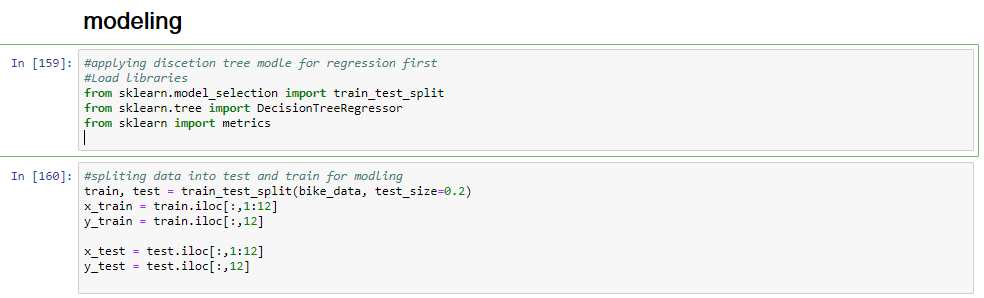 modeling
In [159]:
#applying discetion tree modle for regression first
#Load libraries
from sklearn.model_selection import train_test_split
from sklearn.tree import DecisionTreeRegressor
from sklearn import metrics
In [160]:
#spliting data into test and train for modling
train, test = train_test_split(bike_data, test_size=0.2)
x_train = train.iloc[:,1:12]
y_train = train.iloc[:,12]
x_test = test.iloc[:,1:12]
y_test = test.iloc[:,12]